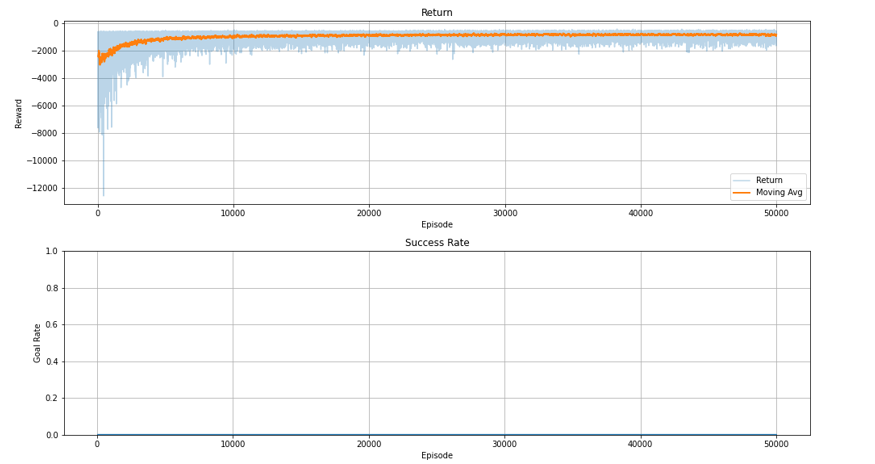 Return
0
−2000
−4000
−6000
−8000
−10000
−12000
Reward
Return
Moving Avg
0 10000 20000 30000 40000 50000
Episode
Success Rate
1.0
0.8
0.6
0.4
0.2
0.0
Goal Rate
0 10000 20000 30000 40000 50000
Episode